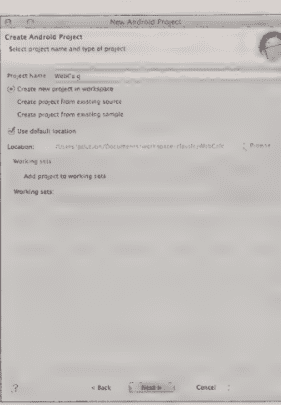 New Android Project
Create Android Project
Select project name and type of project
Project Name
Create new project in workspace
Create project from existing source
Create project from existing sample
Use default location
Location:
Browse
Working sets
Add project to working sets
Working sets:
?
< Back
Next >
Cancel